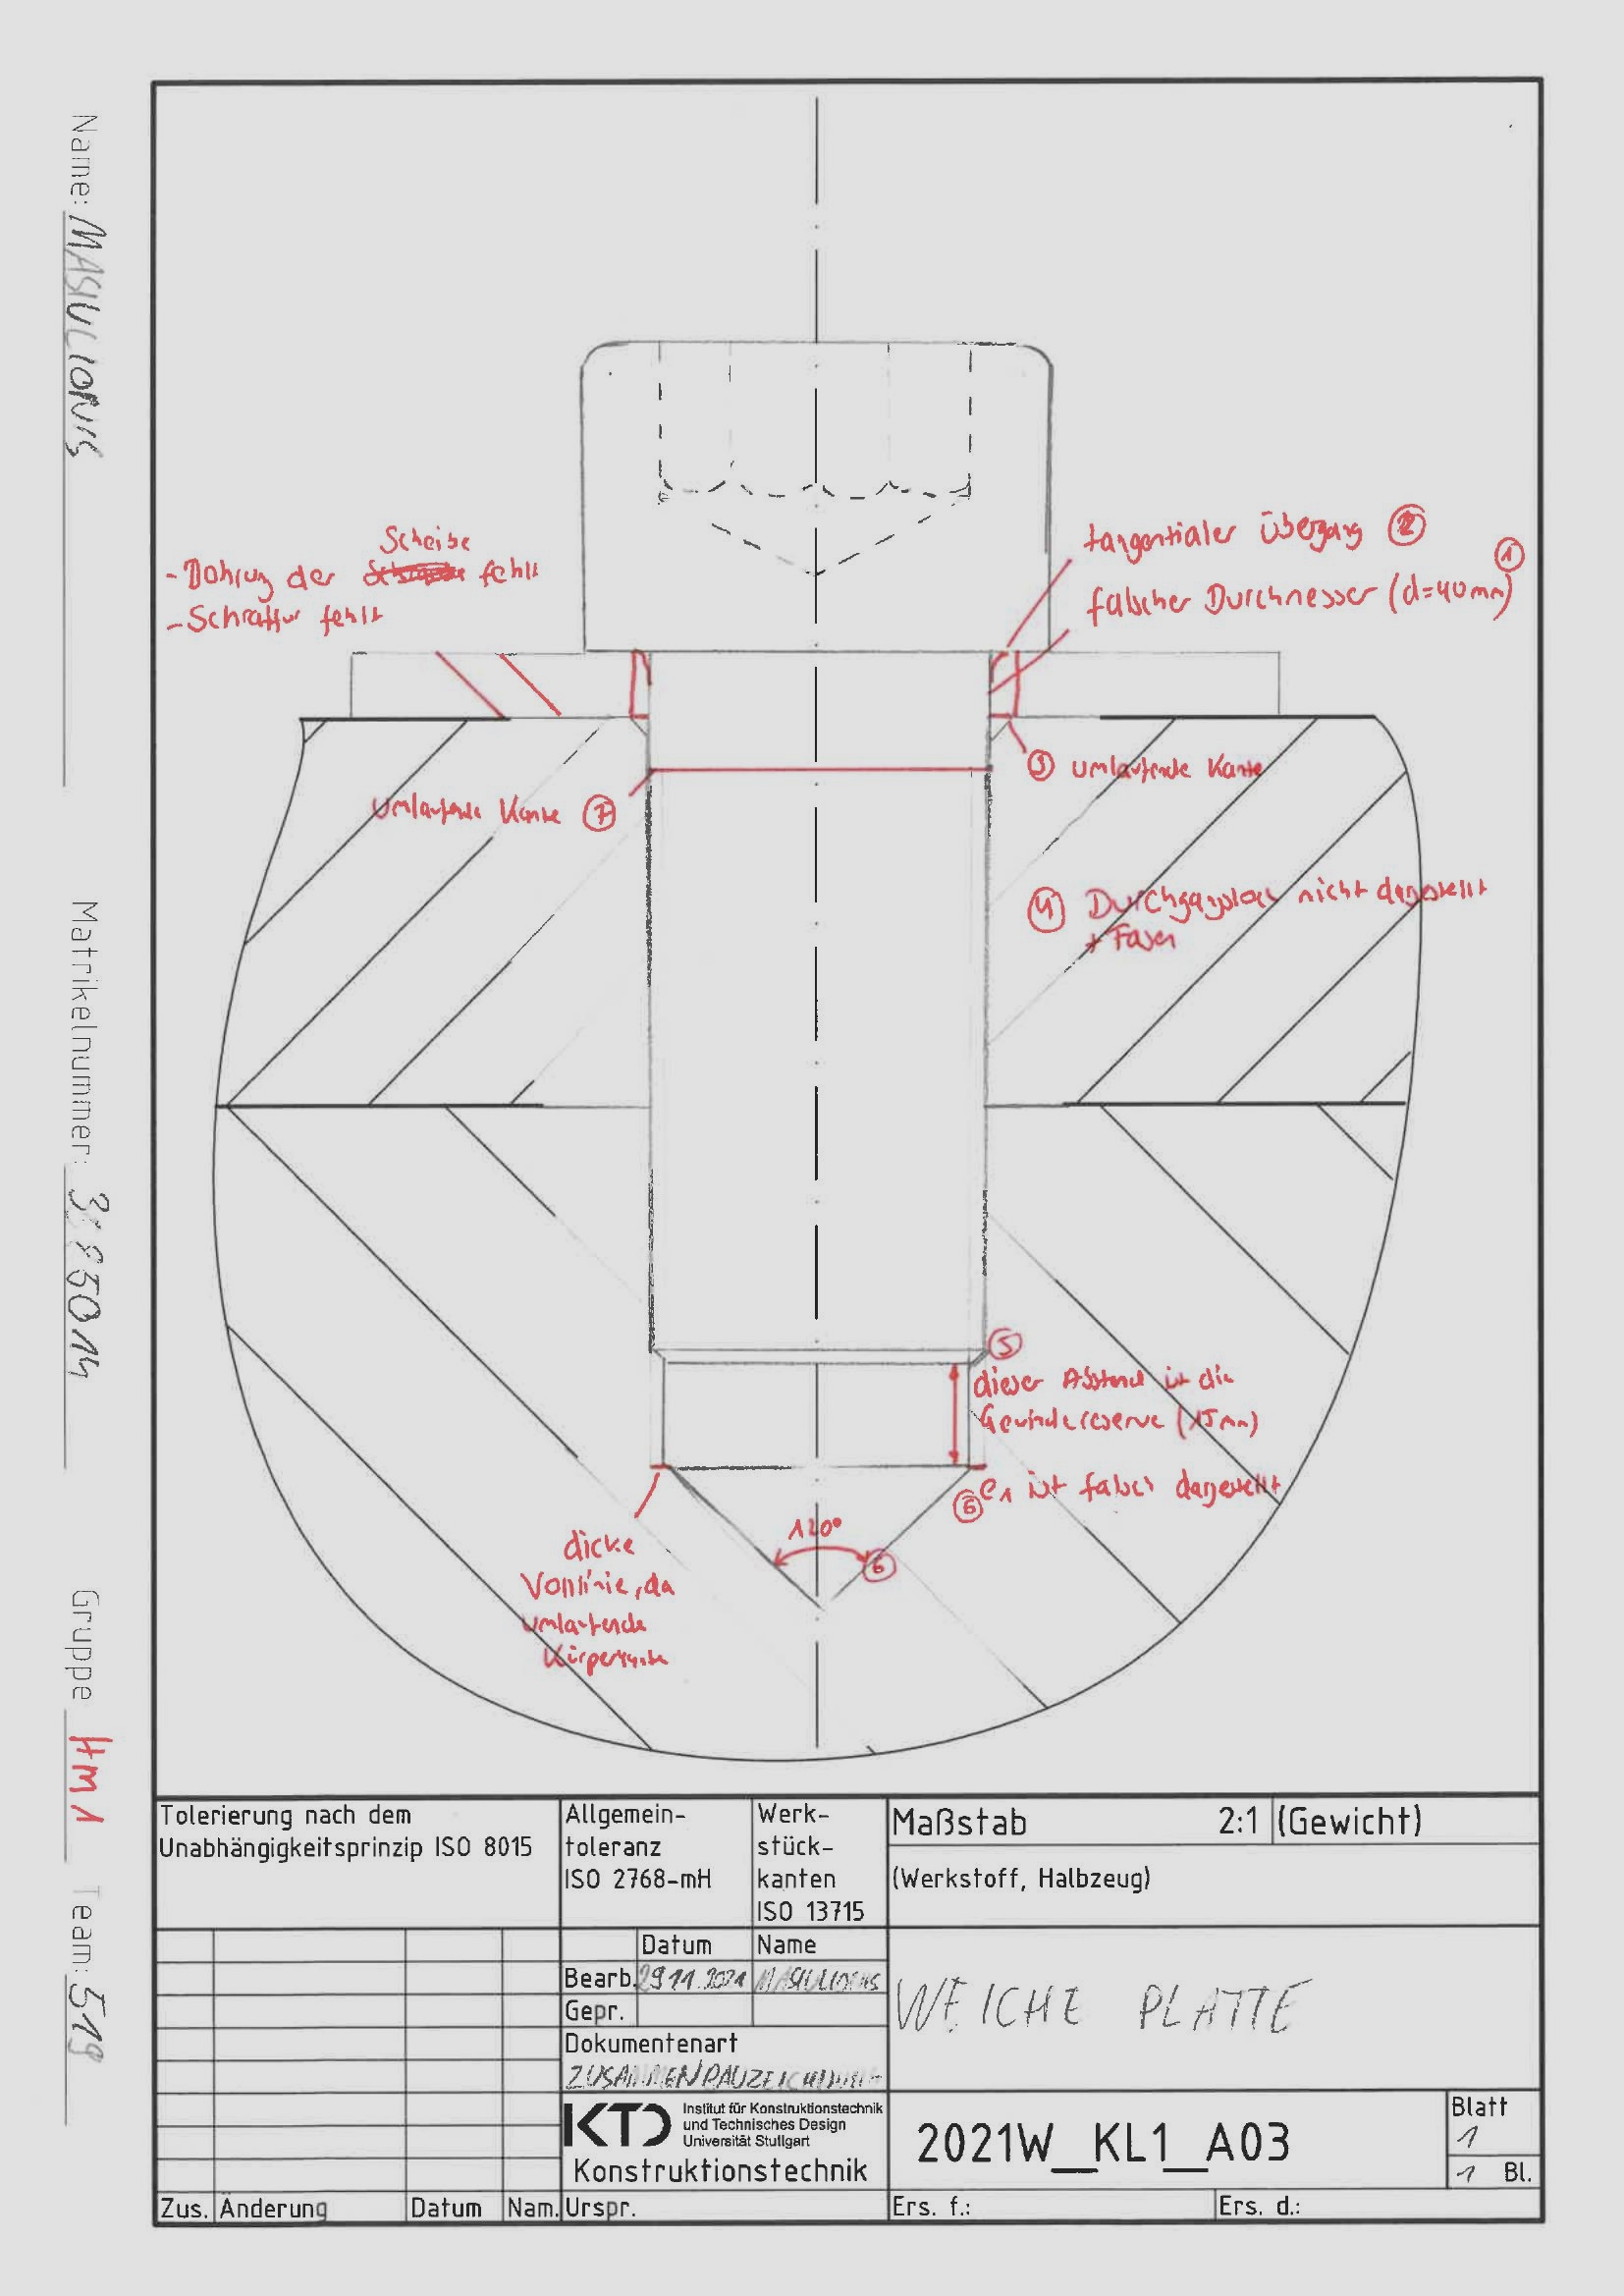 Name: MASIULIONIS
Matrikelnummer:
Gruppe HM1 Team: 519
Scheibe
- Bohrung der fehlt
- Schraffur fehlt
tangentialer Übergang ②
①
falscher Durchmesser (d=40mm)
③ umlaufende Kante
Umlaufende Kante ⑦
④ Durchgangsloch nicht dargestellt
+ Fasen
⑤
dieser Abstand ist die
Gewindereserve (15mm)
⑥ e1 ist falsch dargestellt
120°
⑥
dicke
Vollinie, da
umlaufende
Körperkante
Tolerierung nach dem
Unabhängigkeitsprinzip ISO 8015
Allgemein-
toleranz
ISO 2768-mH
Werk-
stück-
kanten
ISO 13715
Maßstab 2:1 (Gewicht)
(Werkstoff, Halbzeug)
Datum Name
Bearb. 29.11.2021 MASIULIONIS
Gepr.
Dokumentenart
ZUSAMMENBAUZEICHNUNG
WEICHE PLATTE
KTD Institut für Konstruktionstechnik
und Technisches Design
Universität Stuttgart
Konstruktionstechnik
2021W_KL1_A03
Blatt
1
1 Bl.
Zus. Änderung Datum Nam. Urspr. Ers. f.: Ers. d.: